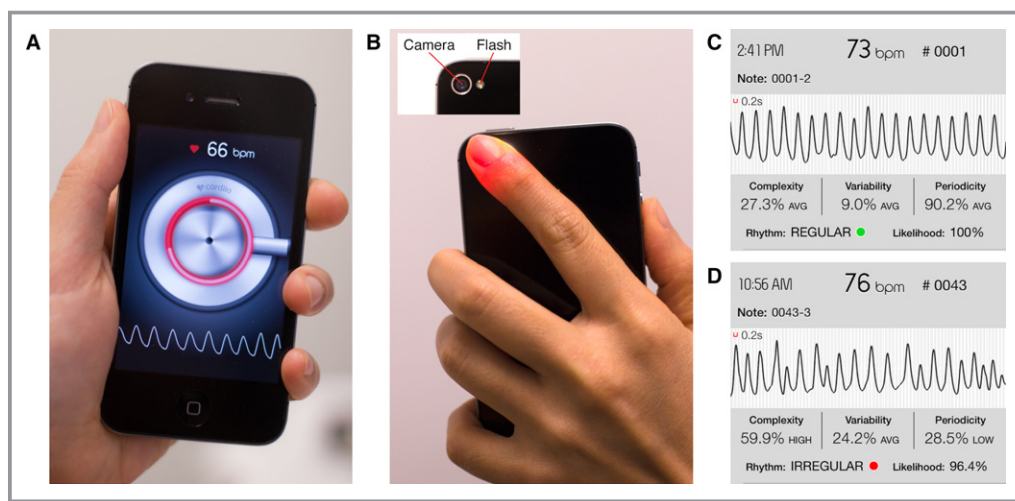 A
66 bpm
cardiio
B
Camera Flash
C
2:41 PM 73 bpm # 0001
Note: 0001-2
0.2s
Complexity Variability Periodicity
27.3% AVG 9.0% AVG 90.2% AVG
Rhythm: REGULAR Likelihood: 100%
D
10:56 AM 76 bpm # 0043
Note: 0043-3
0.2s
Complexity Variability Periodicity
59.9% HIGH 24.2% AVG 28.5% LOW
Rhythm: IRREGULAR Likelihood: 96.4%